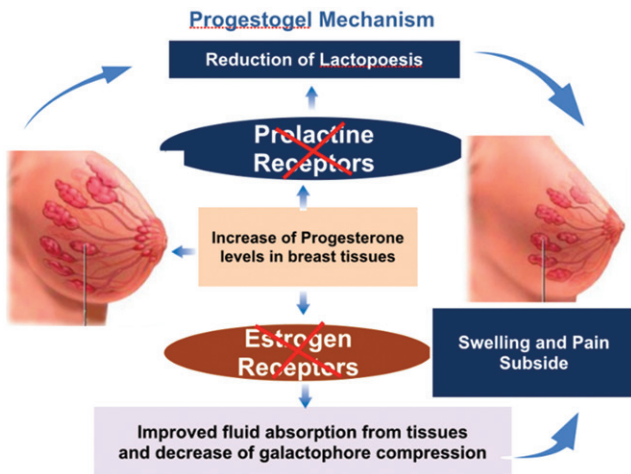 Progestogel Mechanism
Reduction of Lactopoesis
Prolactine
Receptors
Increase of Progesterone
levels in breast tissues
Estrogen
Receptors
Swelling and Pain
Subside
Improved fluid absorption from tissues
and decrease of galactophore compression